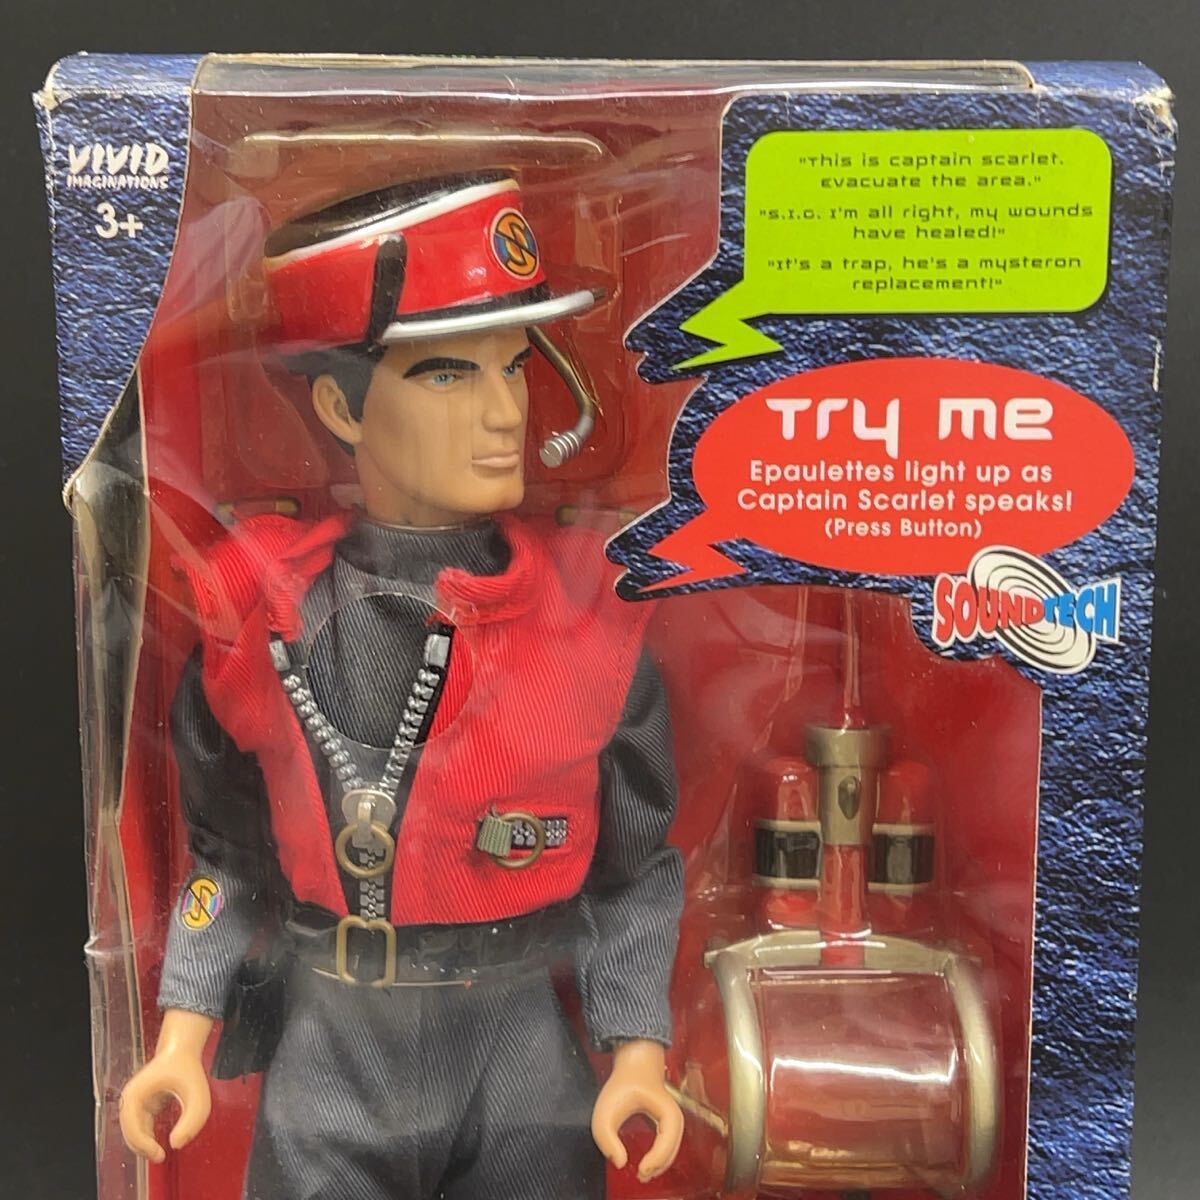 VIVID
IMAGINATIONS
3+
"This is captain scarlet.
Evacuate the area."
"S.I.G. I'm all right, my wounds
have healed!"
"It's a trap, he's a mysteron
replacement!"
Try me
Epaulettes light up as
Captain Scarlet speaks!
(Press Button)
SOUNDTECH